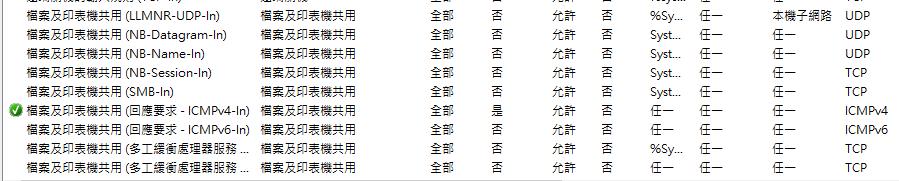 檔案及印表機共用 (LLMNR-UDP-In) 檔案及印表機共用 全部 否 允許 否 %Sy... 任一 本機子網路 UDP
檔案及印表機共用 (NB-Datagram-In) 檔案及印表機共用 全部 否 允許 否 Syst... 任一 任一 UDP
檔案及印表機共用 (NB-Name-In) 檔案及印表機共用 全部 否 允許 否 Syst... 任一 任一 UDP
檔案及印表機共用 (NB-Session-In) 檔案及印表機共用 全部 否 允許 否 Syst... 任一 任一 TCP
檔案及印表機共用 (SMB-In) 檔案及印表機共用 全部 否 允許 否 Syst... 任一 任一 TCP
檔案及印表機共用 (回應要求 - ICMPv4-In) 檔案及印表機共用 全部 是 允許 否 任一 任一 任一 ICMPv4
檔案及印表機共用 (回應要求 - ICMPv6-In) 檔案及印表機共用 全部 否 允許 否 任一 任一 任一 ICMPv6
檔案及印表機共用 (多工緩衝處理器服務 ... 檔案及印表機共用 全部 否 允許 否 %Sy... 任一 任一 TCP
檔案及印表機共用 (多工緩衝處理器服務 ... 檔案及印表機共用 全部 否 允許 否 任一 任一 任一 TCP